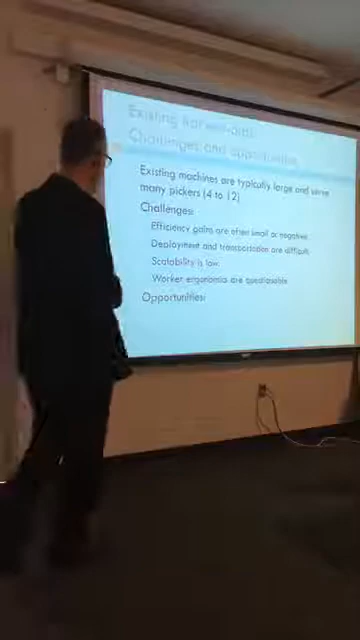 Existing harvest-aids
Challenges and opportunities
Existing machines are typically large and serve
many pickers (4 to 12)
Challenges:
Efficiency gains are often small or negative
Deployment and transportation are difficult
Scalability is low
Worker ergonomics are questionable
Opportunities: